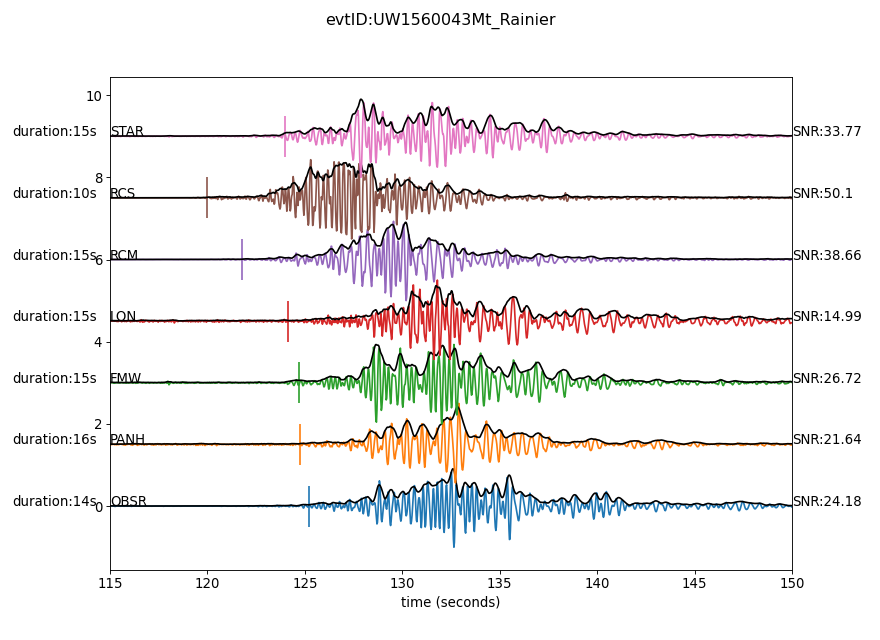 evtID:UW1560043Mt_Rainier
10
duration:15s STAR SNR:33.77
8
duration:10s RCS SNR:50.1
duration:15s RCM SNR:38.66
6
duration:15s LON SNR:14.99
4
duration:15s FMW SNR:26.72
2
duration:16s PANH SNR:21.64
duration:14s OBSR SNR:24.18
0
115 120 125 130 135 140 145 150
time (seconds)